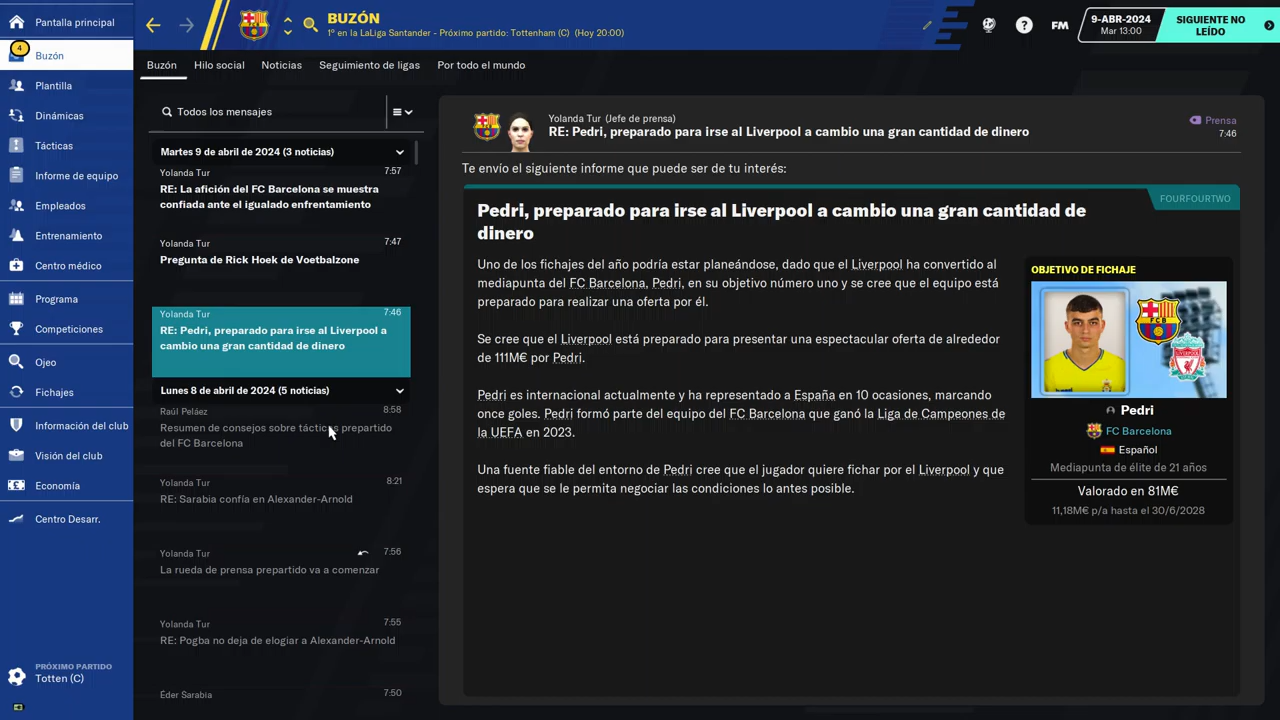 Pantalla principal
4
Buzón
Plantilla
Dinámicas
Tácticas
Informe de equipo
Empleados
Entrenamiento
Centro médico
Programa
Competiciones
Ojeo
Fichajes
Información del club
Visión del club
Economía
Centro Desarr.
PRÓXIMO PARTIDO
Totten (C)
BUZÓN
1º en la LaLiga Santander - Próximo partido: Tottenham (C) (Hoy 20:00)
FM
9-ABR-2024
Mar 13:00
SIGUIENTE NO
LEÍDO
Buzón
Hilo social
Noticias
Seguimiento de ligas
Por todo el mundo
Todos los mensajes
Martes 9 de abril de 2024 (3 noticias)
Yolanda Tur
7:57
RE: La afición del FC Barcelona se muestra
confiada ante el igualado enfrentamiento
Yolanda Tur
7:47
Pregunta de Rick Hoek de Voetbalzone
Yolanda Tur
7:46
RE: Pedri, preparado para irse al Liverpool a
cambio una gran cantidad de dinero
Lunes 8 de abril de 2024 (5 noticias)
Raúl Peláez
8:58
Resumen de consejos sobre tácticas prepartido
del FC Barcelona
Yolanda Tur
8:21
RE: Sarabia confía en Alexander-Arnold
Yolanda Tur
7:56
La rueda de prensa prepartido va a comenzar
Yolanda Tur
7:55
RE: Pogba no deja de elogiar a Alexander-Arnold
Éder Sarabia
7:50
Yolanda Tur (Jefe de prensa)
RE: Pedri, preparado para irse al Liverpool a cambio una gran cantidad de dinero
Prensa
7:46
Te envío el siguiente informe que puede ser de tu interés:
FOURFOURTWO
Pedri, preparado para irse al Liverpool a cambio una gran cantidad de
dinero
Uno de los fichajes del año podría estar planeándose, dado que el Liverpool ha convertido al
mediapunta del FC Barcelona, Pedri, en su objetivo número uno y se cree que el equipo está
preparado para realizar una oferta por él.
Se cree que el Liverpool está preparado para presentar una espectacular oferta de alrededor
de 111M€ por Pedri.
Pedri es internacional actualmente y ha representado a España en 10 ocasiones, marcando
once goles. Pedri formó parte del equipo del FC Barcelona que ganó la Liga de Campeones de
la UEFA en 2023.
Una fuente fiable del entorno de Pedri cree que el jugador quiere fichar por el Liverpool y que
espera que se le permita negociar las condiciones lo antes posible.
OBJETIVO DE FICHAJE
Pedri
FC Barcelona
Español
Mediapunta de élite de 21 años
Valorado en 81M€
11,18M€ p/a hasta el 30/6/2028